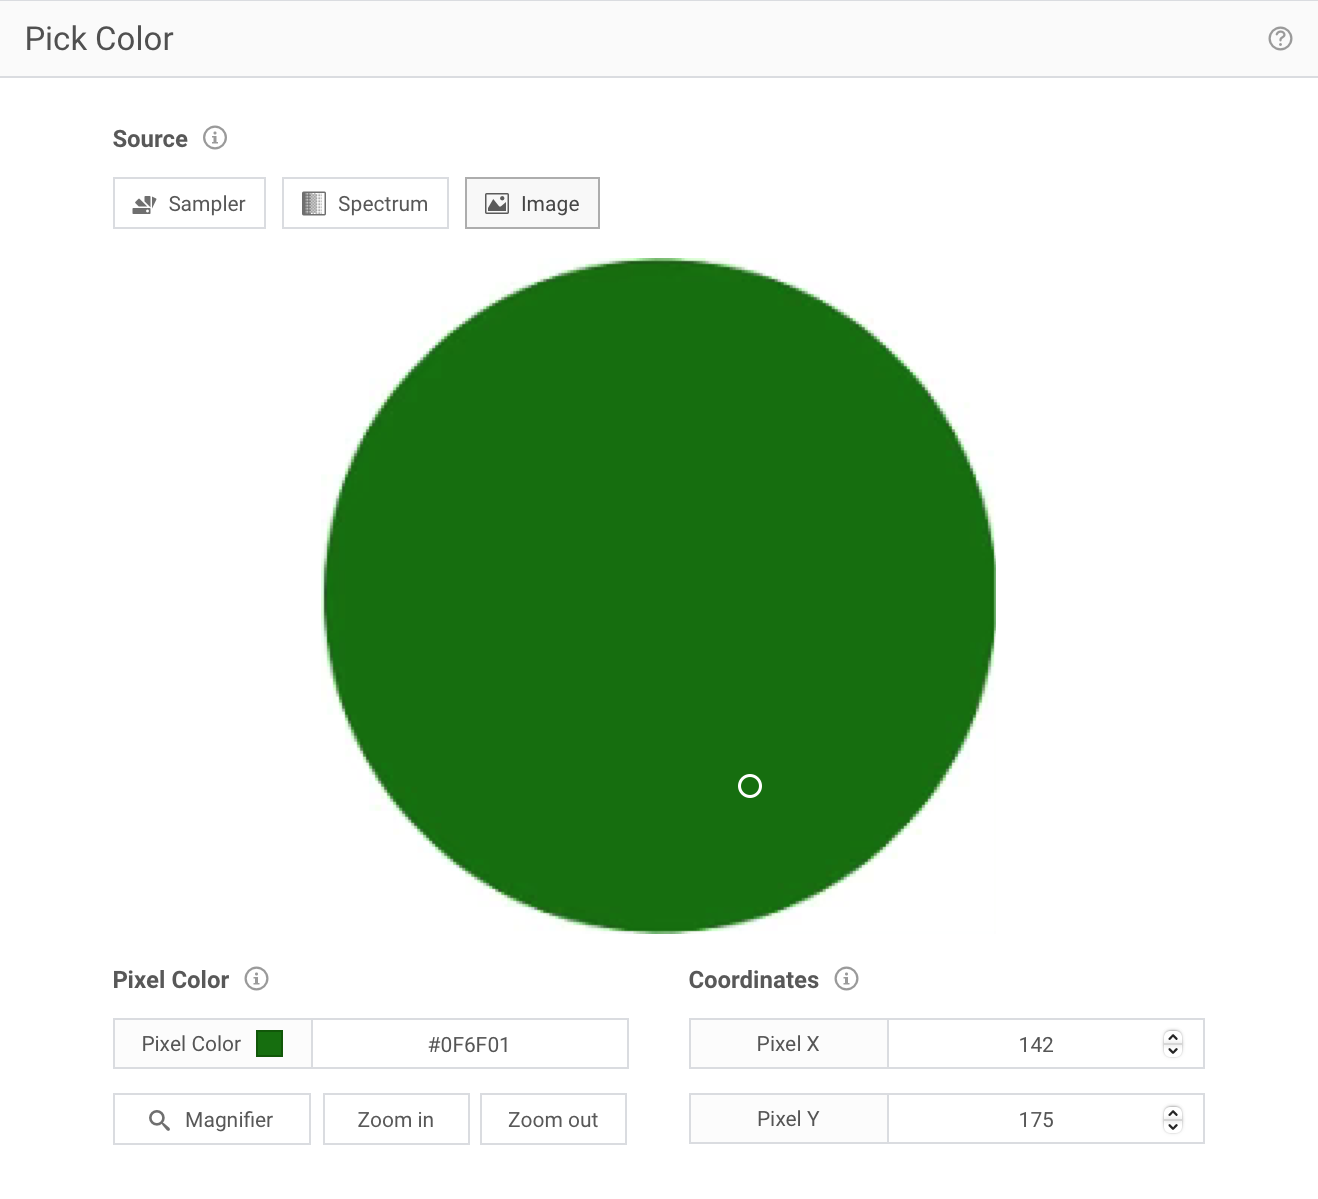 Pick Color
Source
Sampler Spectrum Image
Pixel Color Coordinates
Pixel Color #0F6F01 Pixel X 142
Magnifier Zoom in Zoom out Pixel Y 175